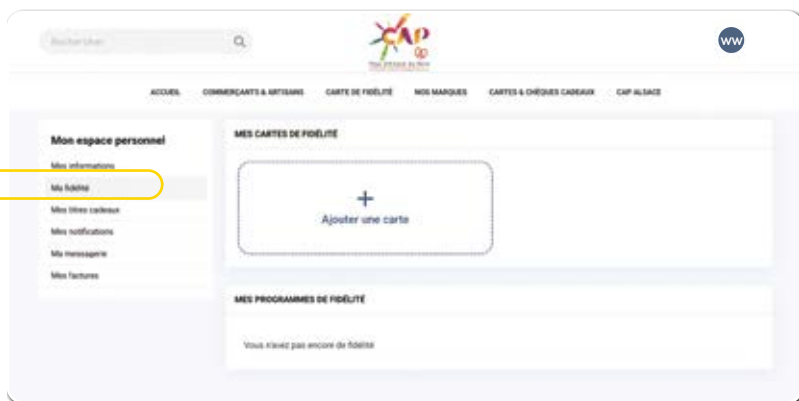 Rechercher
CAP
WW
ACCUEIL COMMERÇANTS & ARTISANS CARTE DE FIDÉLITÉ NOS MARQUES CARTES & CHÈQUES CADEAUX CAP ALSACE
Mon espace personnel
Mes informations
Ma fidélité
Mes titres cadeaux
Mes notifications
Ma messagerie
Mes factures
MES CARTES DE FIDÉLITÉ
+
Ajouter une carte
MES PROGRAMMES DE FIDÉLITÉ
Vous n'avez pas encore de fidélité